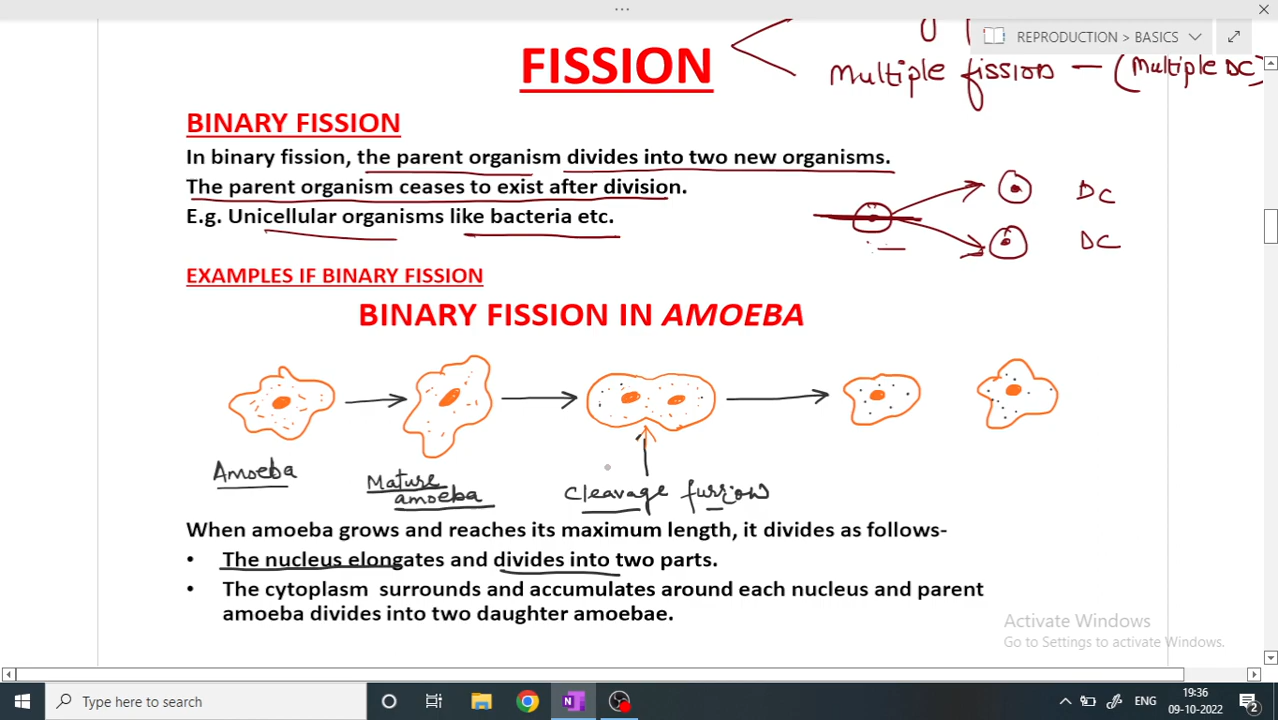 REPRODUCTION > BASICS
FISSION
multiple fission — (multiple DC)
BINARY FISSION
In binary fission, the parent organism divides into two new organisms.
The parent organism ceases to exist after division.
E.g. Unicellular organisms like bacteria etc.
DC
DC
EXAMPLES IF BINARY FISSION
BINARY FISSION IN AMOEBA
Amoeba
Mature
amoeba
Cleavage furrow
When amoeba grows and reaches its maximum length, it divides as follows-
• The nucleus elongates and divides into two parts.
• The cytoplasm surrounds and accumulates around each nucleus and parent
amoeba divides into two daughter amoebae.
Activate Windows
Go to Settings to activate Windows.
Type here to search
ENG
19:36
09-10-2022
2